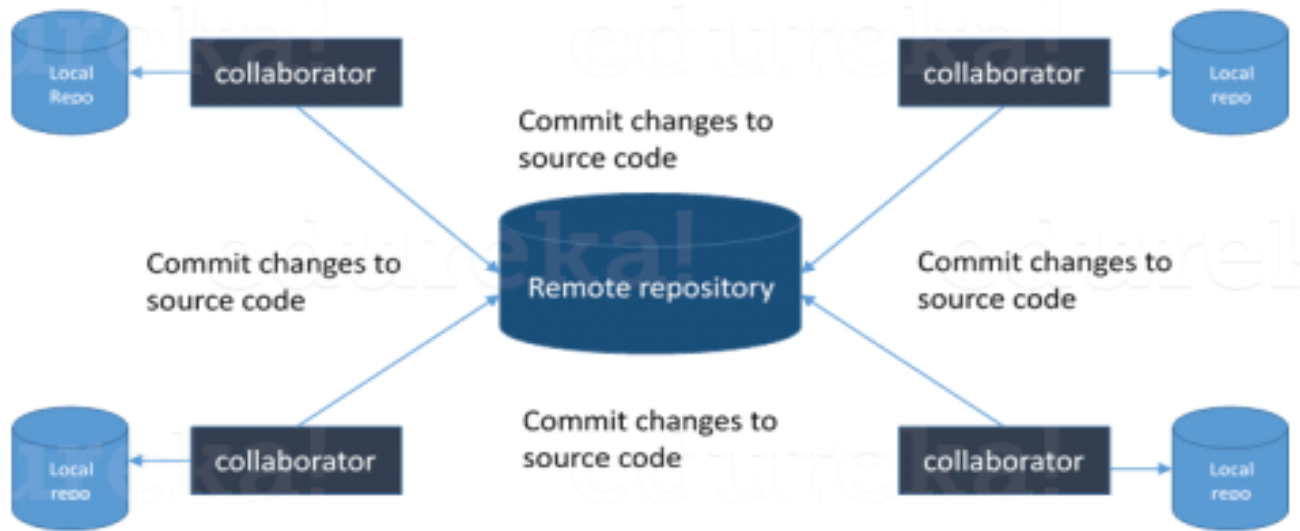 Local
Repo
collaborator
collaborator
Local
repo
Commit changes to
source code
Commit changes to
source code
Remote repository
Commit changes to
source code
Commit changes to
source code
Local
repo
collaborator
collaborator
Local
repo
edureka!